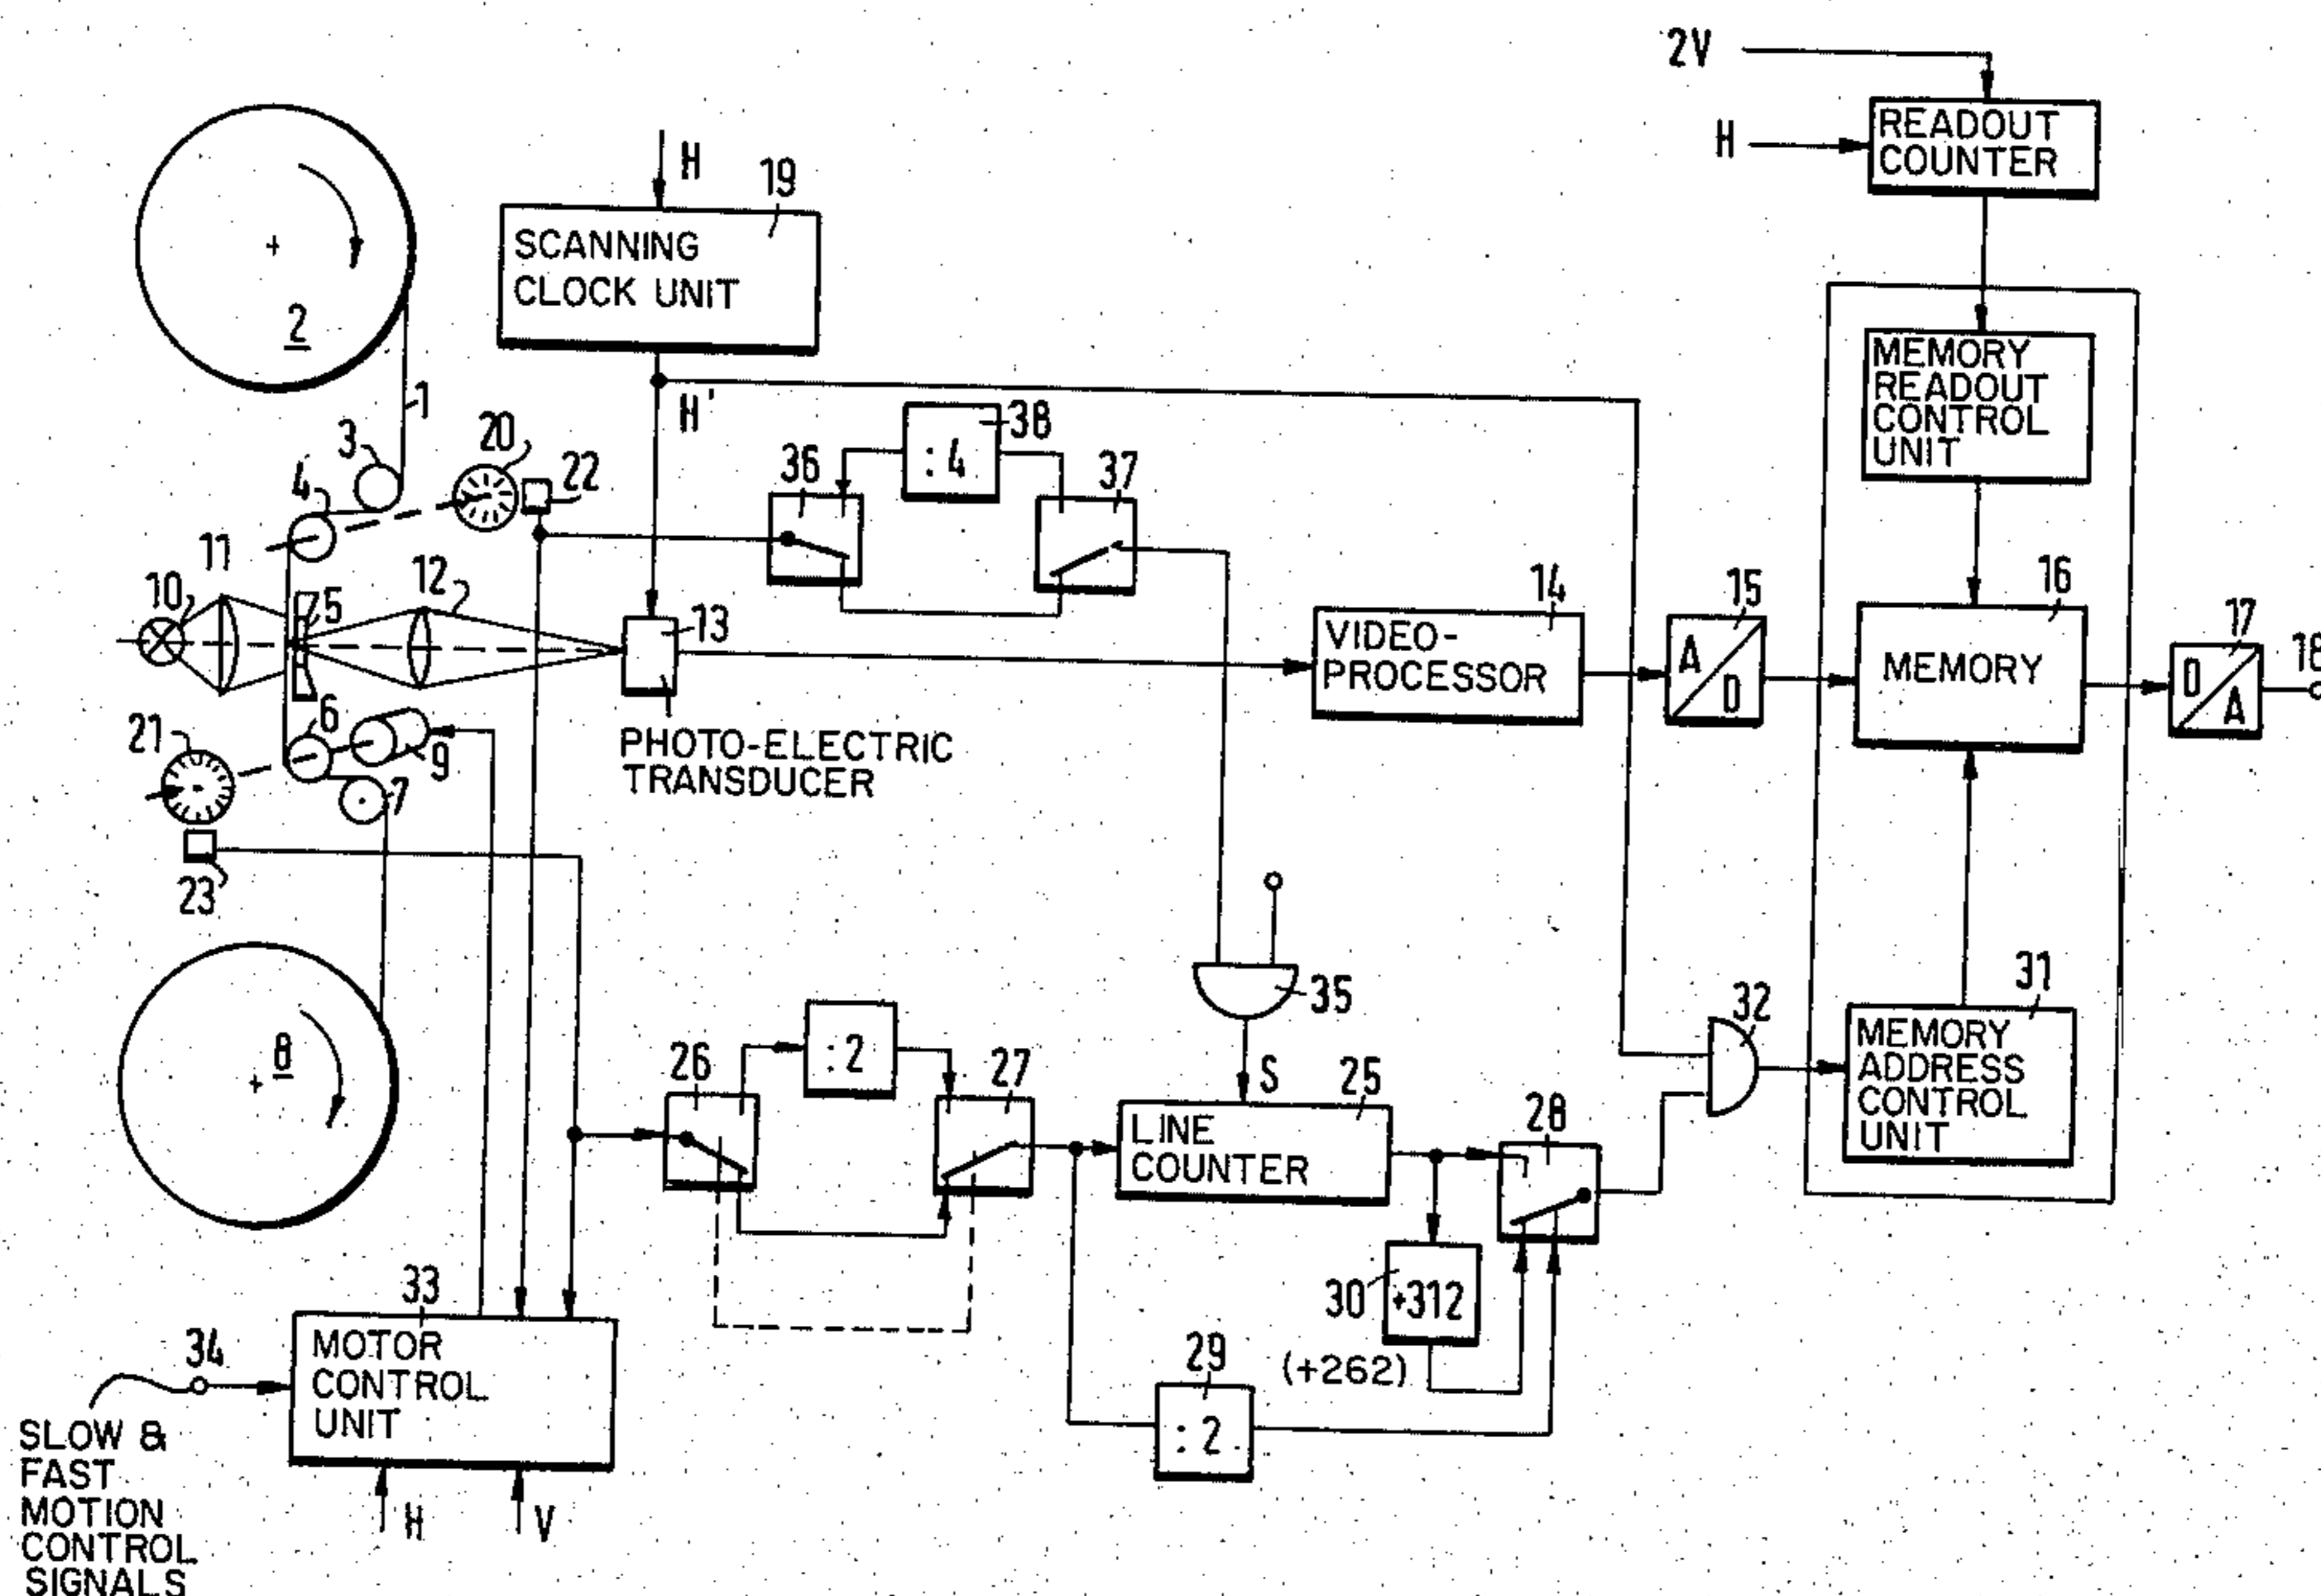 2V
H
READOUT
COUNTER
H
19
SCANNING
CLOCK UNIT
2
1
H'
MEMORY
READOUT
CONTROL
UNIT
38
: 4
3
20
36
37
4
22
11
10
5
12
13
14
VIDEO-
PROCESSOR
15
A
D
16
MEMORY
17
D
A
18
6
21
9
7
PHOTO-ELECTRIC
TRANSDUCER
23
35
S
32
31
MEMORY
ADDRESS
CONTROL
UNIT
8
26
: 2
27
25
LINE
COUNTER
28
30
+312
(+262)
29
: 2
33
MOTOR
CONTROL
UNIT
34
SLOW &
FAST
MOTION
CONTROL
SIGNALS
H
V